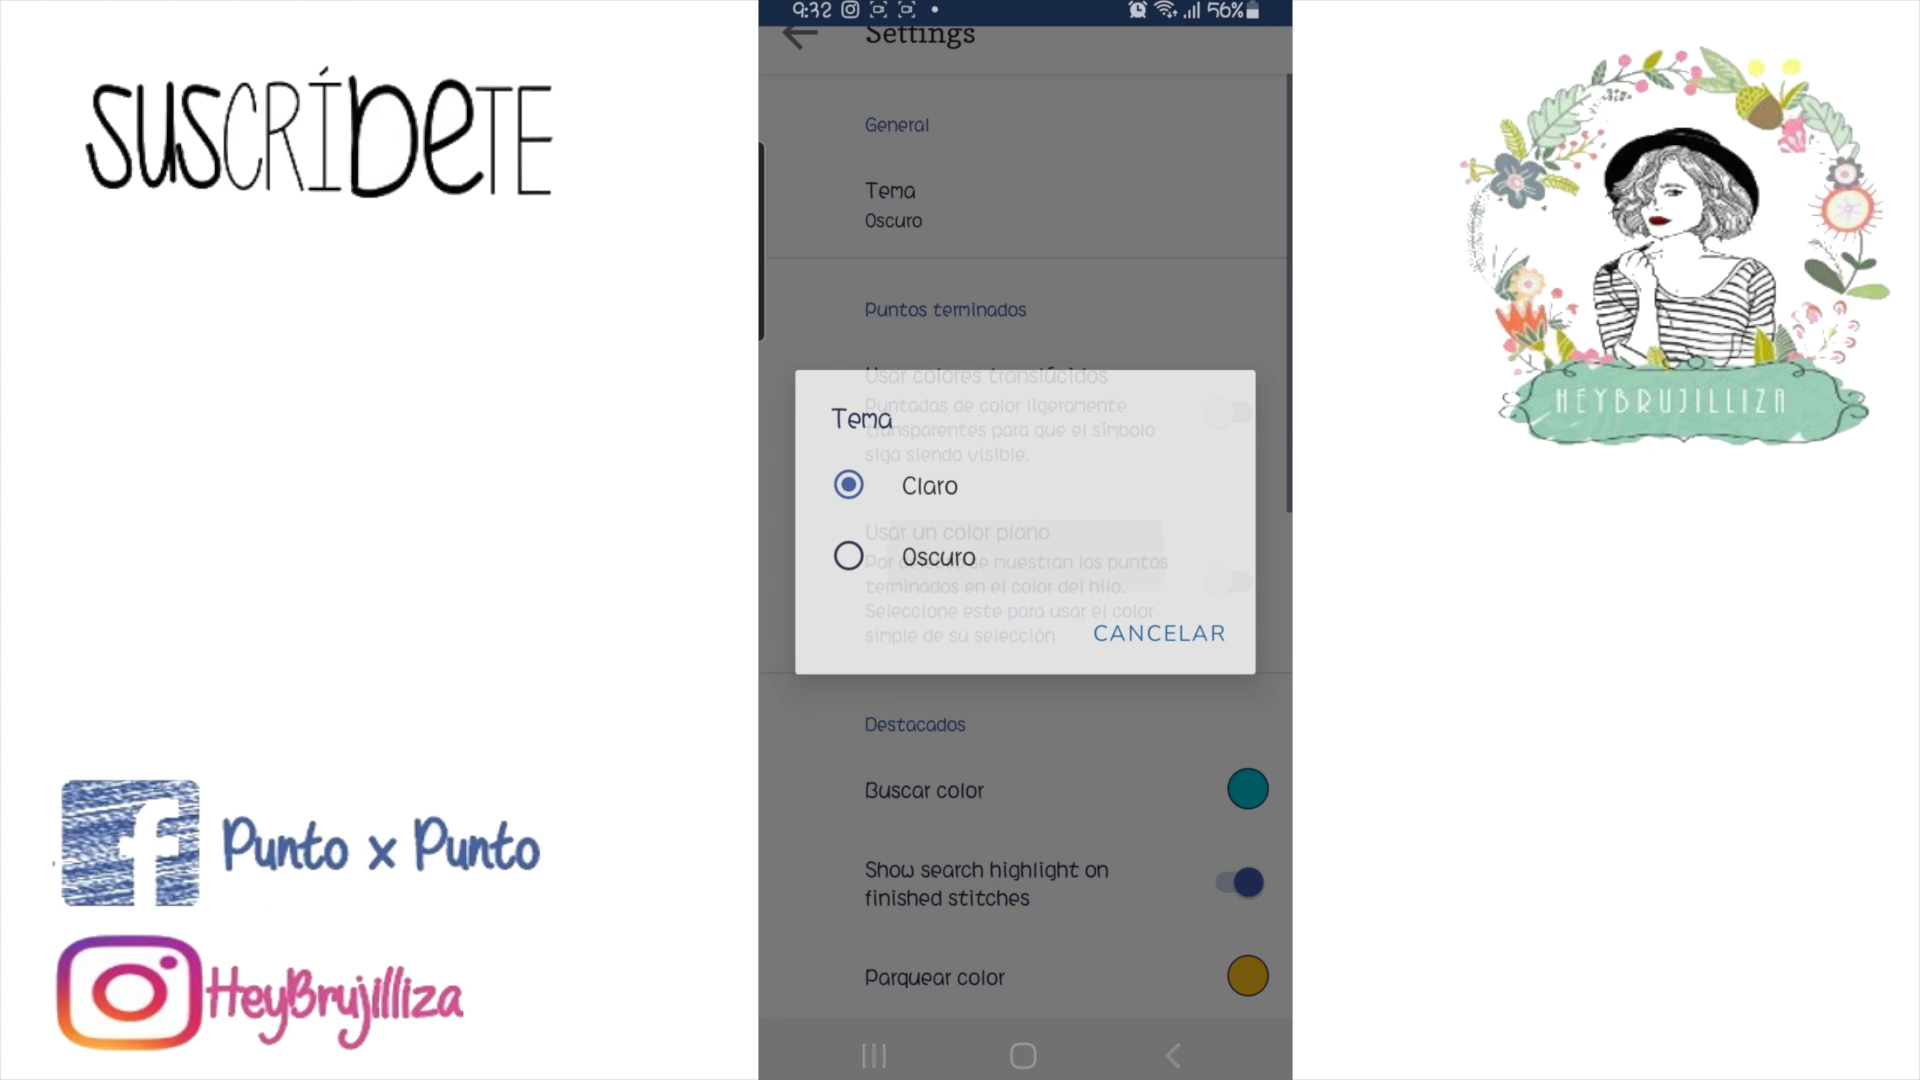 SUSCRÍBETE
Punto x Punto
HeyBrujilliza
9:32
56%
Settings
General
Tema
Oscuro
Puntos terminados
Usar colores translúcidos
Puntadas de color ligeramente
transparentes para que el símbolo
siga siendo visible.
Tema
Claro
Usar un color plano
Oscuro
Por defecto se muestran los puntos
terminados en el color del hilo.
Seleccione este para usar el color
simple de su selección
CANCELAR
Destacados
Buscar color
Show search highlight on
finished stitches
Parquear color
HEYBRUJILLIZA